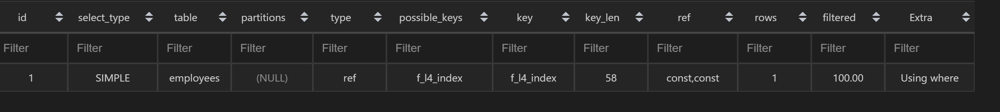 id select_type table partitions type possible_keys key key_len ref rows filtered Extra
Filter Filter Filter Filter Filter Filter Filter Filter Filter Filter Filter Filter
1 SIMPLE employees (NULL) ref f_l4_index f_l4_index 58 const,const 1 100.00 Using where